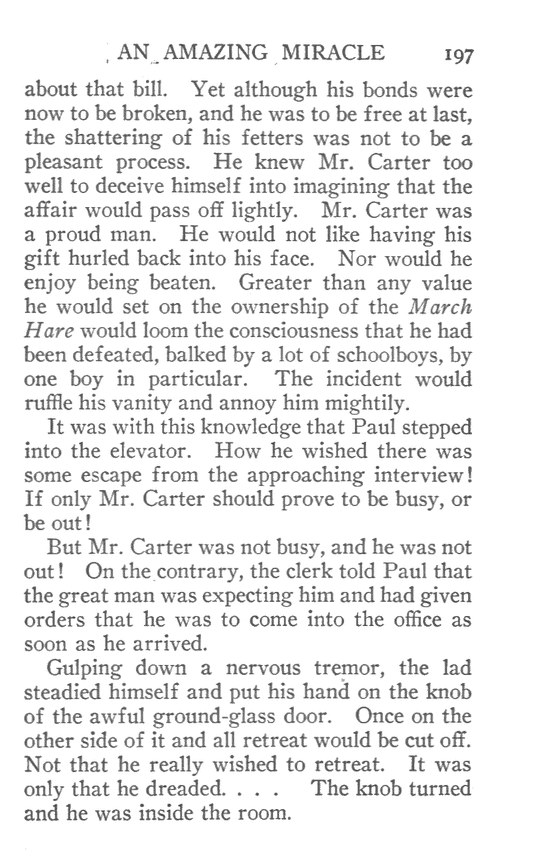 AN AMAZING MIRACLE 197
about that bill. Yet although his bonds were
now to be broken, and he was to be free at last,
the shattering of his fetters was not to be a
pleasant process. He knew Mr. Carter too
well to deceive himself into imagining that the
affair would pass off lightly. Mr. Carter was
a proud man. He would not like having his
gift hurled back into his face. Nor would he
enjoy being beaten. Greater than any value
he would set on the ownership of the March
Hare would loom the consciousness that he had
been defeated, balked by a lot of schoolboys, by
one boy in particular. The incident would
ruffle his vanity and annoy him mightily.
It was with this knowledge that Paul stepped
into the elevator. How he wished there was
some escape from the approaching interview!
If only Mr. Carter should prove to be busy, or
be out!
But Mr. Carter was not busy, and he was not
out! On the contrary, the clerk told Paul that
the great man was expecting him and had given
orders that he was to come into the office as
soon as he arrived.
Gulping down a nervous tremor, the lad
steadied himself and put his hand on the knob
of the awful ground-glass door. Once on the
other side of it and all retreat would be cut off.
Not that he really wished to retreat. It was
only that he dreaded. . . . The knob turned
and he was inside the room.